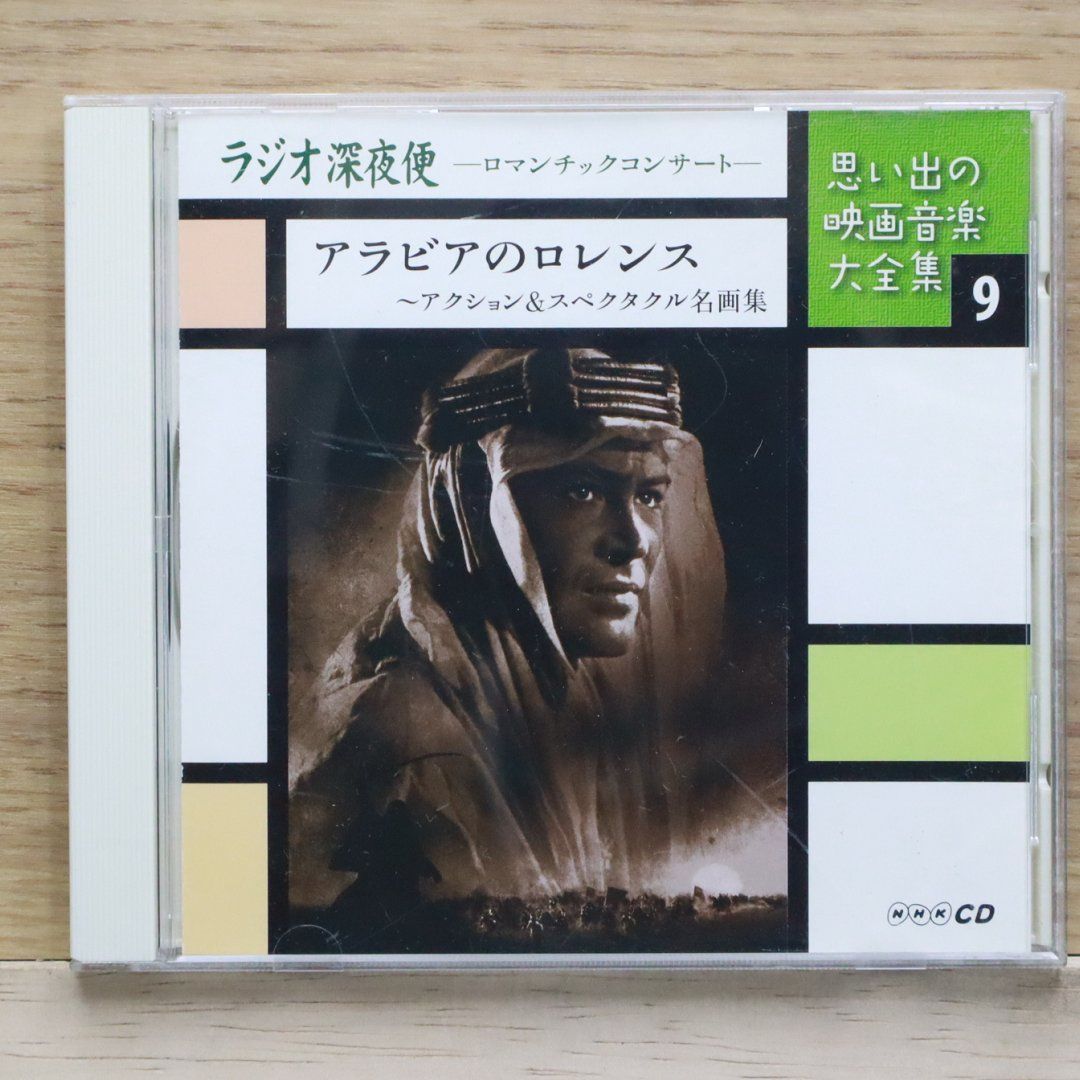 ラジオ深夜便 ―ロマンチックコンサート―
思い出の
映画音楽
大全集 9
アラビアのロレンス
～アクション&スペクタクル名画集
NHK CD